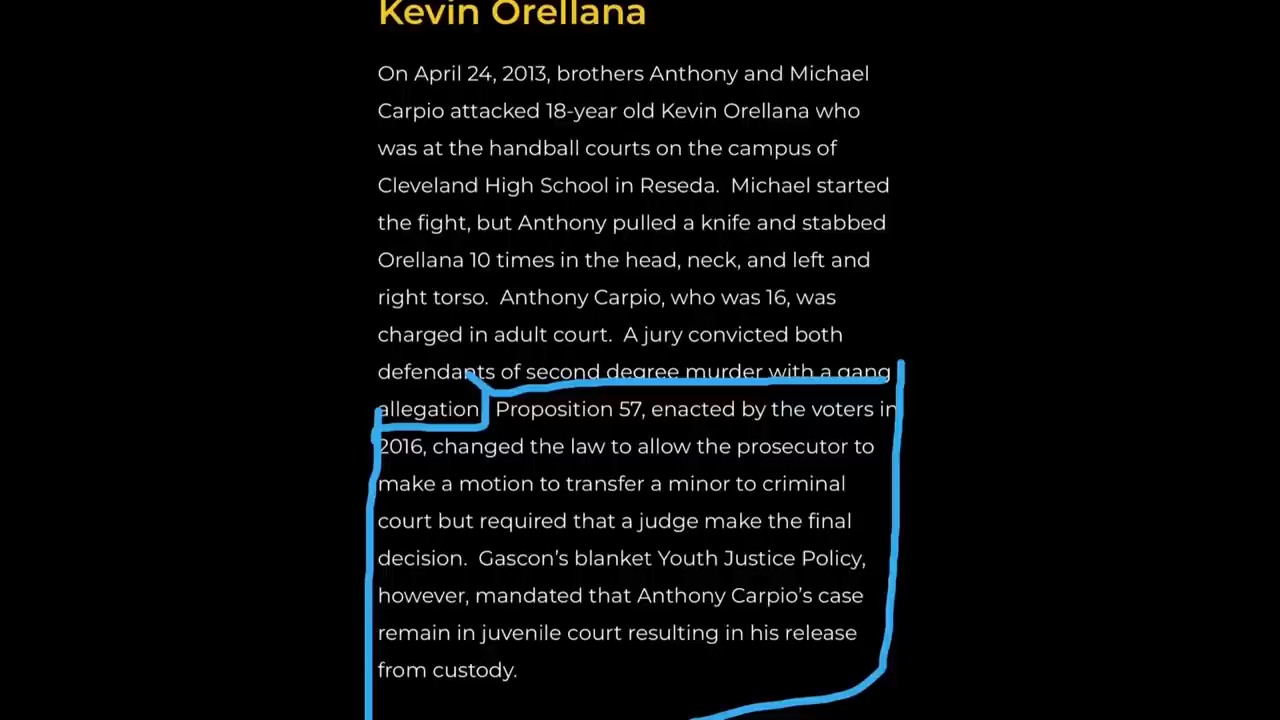 Kevin Orellana
On April 24, 2013, brothers Anthony and Michael
Carpio attacked 18-year old Kevin Orellana who
was at the handball courts on the campus of
Cleveland High School in Reseda.  Michael started
the fight, but Anthony pulled a knife and stabbed
Orellana 10 times in the head, neck, and left and
right torso.  Anthony Carpio, who was 16, was
charged in adult court.  A jury convicted both
defendants of second degree murder with a gang
allegation  Proposition 57, enacted by the voters in
2016, changed the law to allow the prosecutor to
make a motion to transfer a minor to criminal
court but required that a judge make the final
decision.  Gascon’s blanket Youth Justice Policy,
however, mandated that Anthony Carpio’s case
remain in juvenile court resulting in his release
from custody.